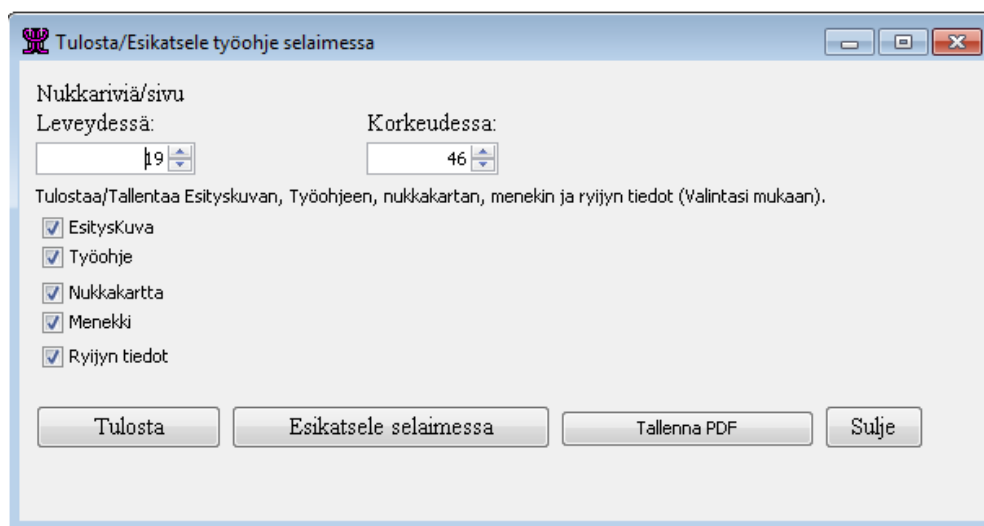 Tulosta/Esikatsele työohje selaimessa
Nukkariviä/sivu
Leveydessä: Korkeudessa:
19 46
Tulostaa/Tallentaa Esityskuvan, Työohjeen, nukkakartan, menekin ja ryijyn tiedot (Valintasi mukaan).
EsitysKuva
Työohje
Nukkakartta
Menekki
Ryijyn tiedot
Tulosta Esikatsele selaimessa Tallenna PDF Sulje